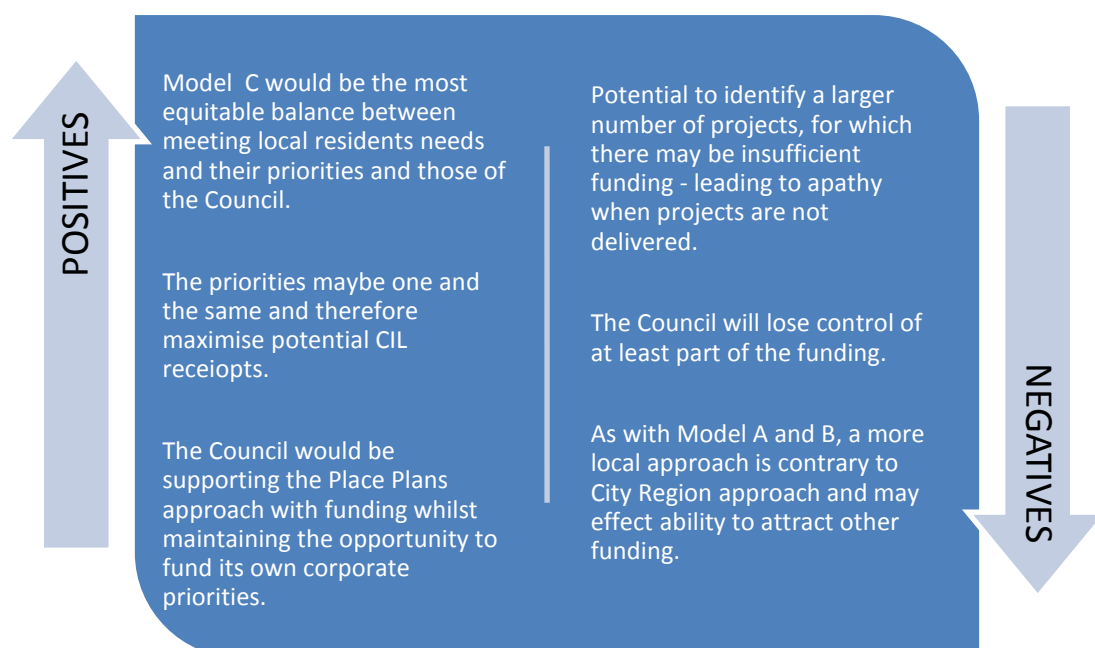 POSITIVES
Model  C would be the most
equitable balance between
meeting local residents needs
and their priorities and those of
the Council.
The priorities maybe one and
the same and therefore
maximise potential CIL
receiopts.
The Council would be
supporting the Place Plans
approach with funding whilst
maintaining the opportunity to
fund its own corporate
priorities.
Potential to identify a larger
number of projects, for which
there may be insufficient
funding - leading to apathy
when projects are not
delivered.
The Council will lose control of
at least part of the funding.
As with Model A and B, a more
local approach is contrary to
City Region approach and may
effect ability to attract other
funding.
NEGATIVES